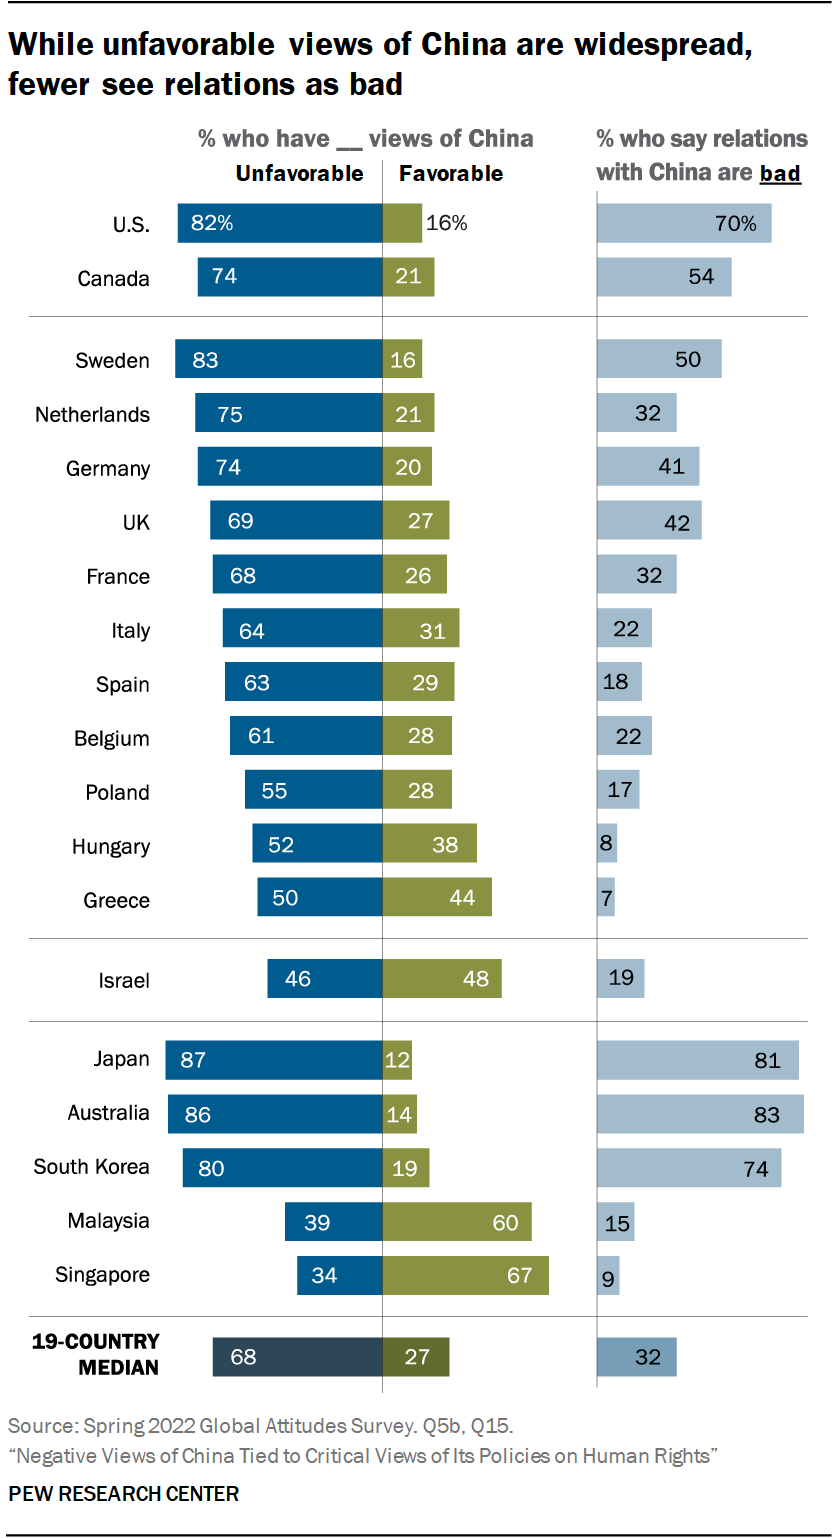 While unfavorable views of China are widespread,
fewer see relations as bad
% who have __ views of China
Unfavorable Favorable
% who say relations
with China are bad
U.S. 82% 16% 70%
Canada 74 21 54
Sweden 83 16 50
Netherlands 75 21 32
Germany 74 20 41
UK 69 27 42
France 68 26 32
Italy 64 31 22
Spain 63 29 18
Belgium 61 28 22
Poland 55 28 17
Hungary 52 38 8
Greece 50 44 7
Israel 46 48 19
Japan 87 12 81
Australia 86 14 83
South Korea 80 19 74
Malaysia 39 60 15
Singapore 34 67 9
19-COUNTRY
MEDIAN 68 27 32
Source: Spring 2022 Global Attitudes Survey. Q5b, Q15.
“Negative Views of China Tied to Critical Views of Its Policies on Human Rights”
PEW RESEARCH CENTER